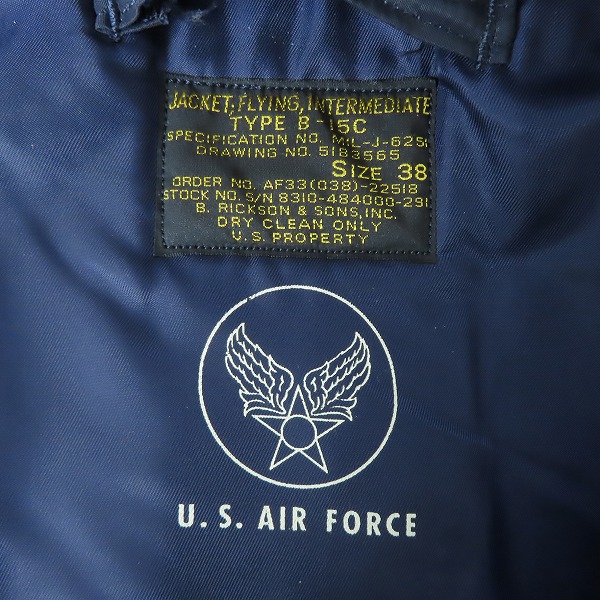 JACKET, FLYING, INTERMEDIATE
TYPE B-15C
SPECIFICATION NO. MIL-J-6251
DRAWING NO. 51B3565
SIZE 38
ORDER NO. AF33(038)-22518
STOCK NO. S/N 8310-484000-291
B. RICKSON & SONS, INC.
DRY CLEAN ONLY
U.S. PROPERTY
U. S. AIR FORCE